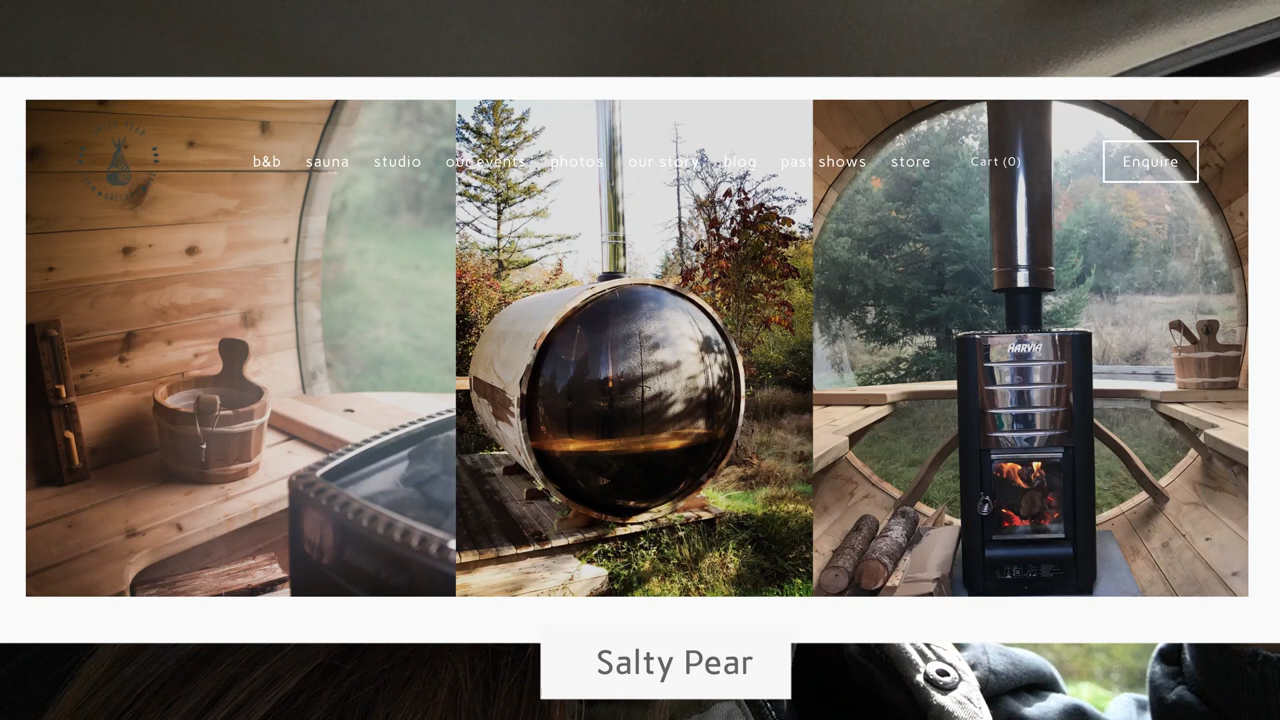 b&b sauna studio our events photos our story blog past shows store Cart (0) Enquire
HARVIA
Salty Pear